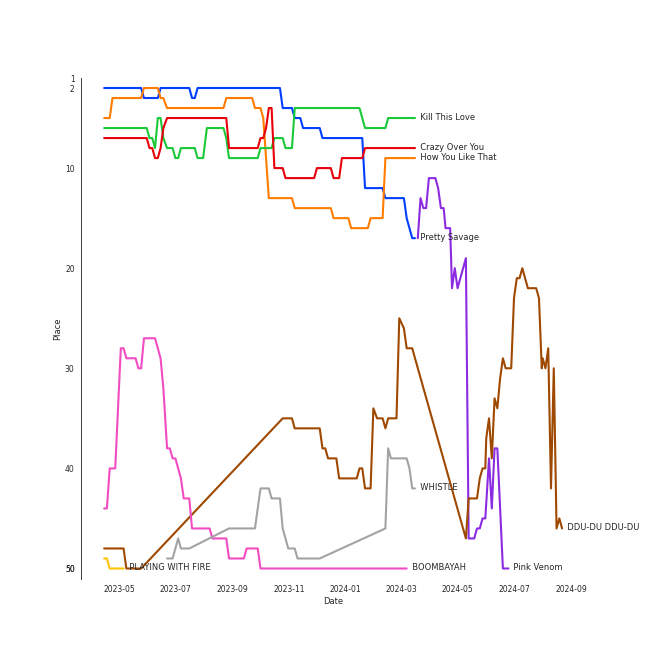 1
2
Kill This Love
Crazy Over You
How You Like That
10
Pretty Savage
20
Place
30
40
WHISTLE
DDU-DU DDU-DU
50
PLAYING WITH FIRE
BOOMBAYAH
Pink Venom
2023-05
2023-07
2023-09
2023-11
2024-01
2024-03
2024-05
2024-07
2024-09
Date